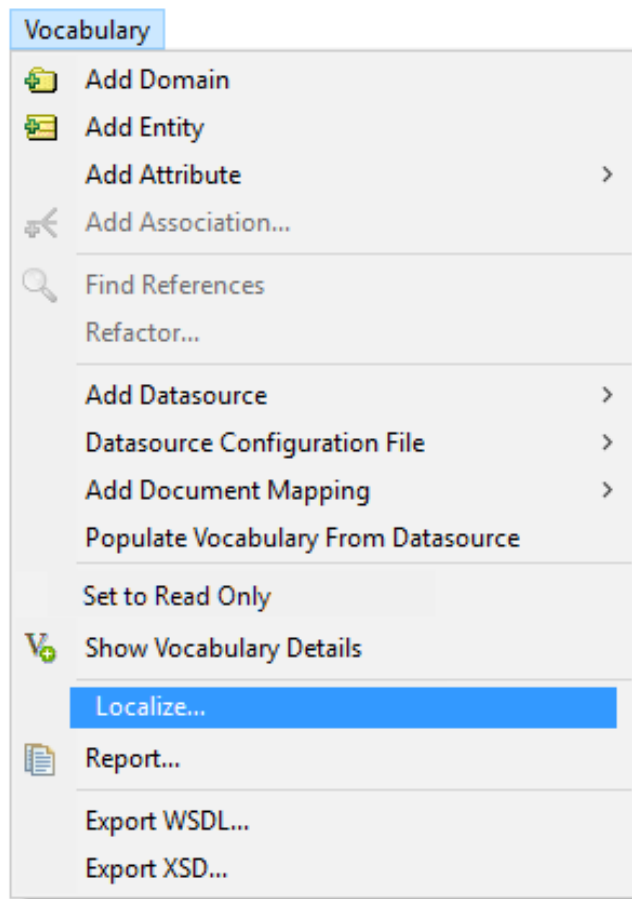 Vocabulary
Add Domain
Add Entity
Add Attribute
Add Association...
Find References
Refactor...
Add Datasource
Datasource Configuration File
Add Document Mapping
Populate Vocabulary From Datasource
Set to Read Only
Show Vocabulary Details
Localize...
Report...
Export WSDL...
Export XSD...